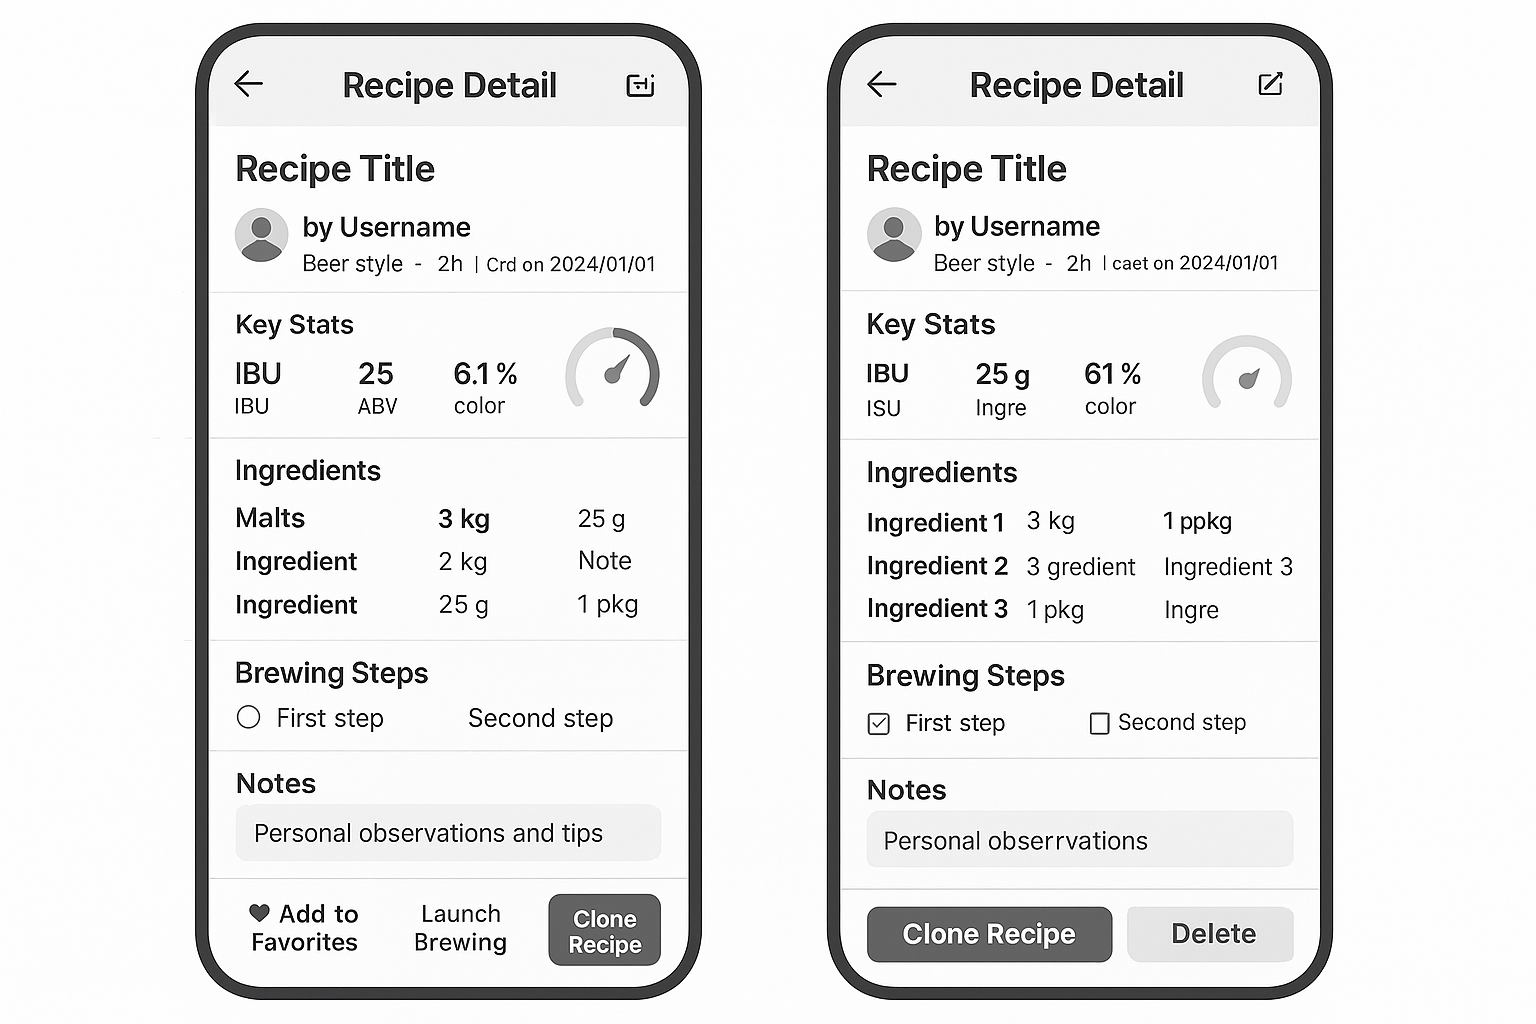 Recipe Detail
Recipe Title
by Username
Beer style - 2h | Crd on 2024/01/01
Key Stats
IBU 25 6.1 %
IBU ABV color
Ingredients
Malts 3 kg 25 g
Ingredient 2 kg Note
Ingredient 25 g 1 pkg
Brewing Steps
First step Second step
Notes
Personal observations and tips
Add to
Favorites
Launch
Brewing
Clone
Recipe
Recipe Detail
Recipe Title
by Username
Beer style - 2h | caet on 2024/01/01
Key Stats
IBU 25 g 61 %
ISU Ingre color
Ingredients
Ingredient 1 3 kg 1 ppkg
Ingredient 2 3 gredient Ingredient 3
Ingredient 3 1 pkg Ingre
Brewing Steps
First step Second step
Notes
Personal obserrvations
Clone Recipe Delete